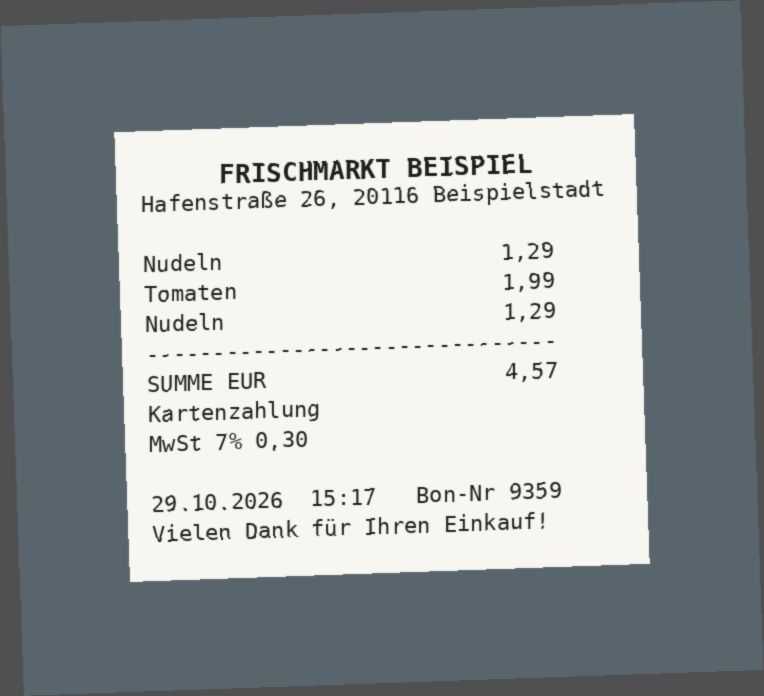 FRISCHMARKT BEISPIEL
Hafenstraße 26, 20116 Beispielstadt
Nudeln 1,29
Tomaten 1,99
Nudeln 1,29
-------------------------------
SUMME EUR 4,57
Kartenzahlung
MwSt 7% 0,30
29.10.2026 15:17 Bon-Nr 9359
Vielen Dank für Ihren Einkauf!